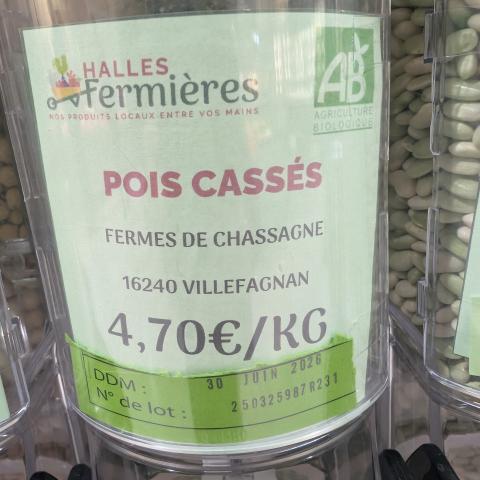 HALLES
Fermières
NOS PRODUITS LOCAUX ENTRE VOS MAINS
AB
AGRICULTURE
BIOLOGIQUE
POIS CASSÉS
FERMES DE CHASSAGNE
16240 VILLEFAGNAN
4,70€/KG
DDM : 30 JUIN 2026
N° de lot : 250325987R231